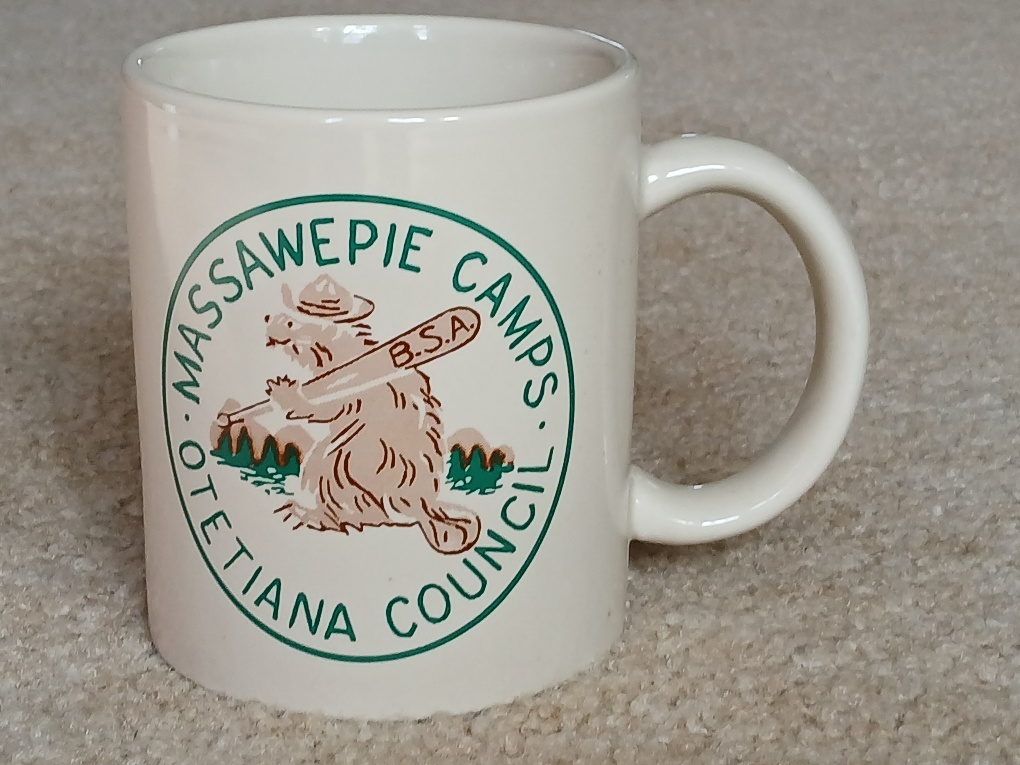 · MASSAWEPIE CAMPS ·
OTETIANA COUNCIL
B.S.A.